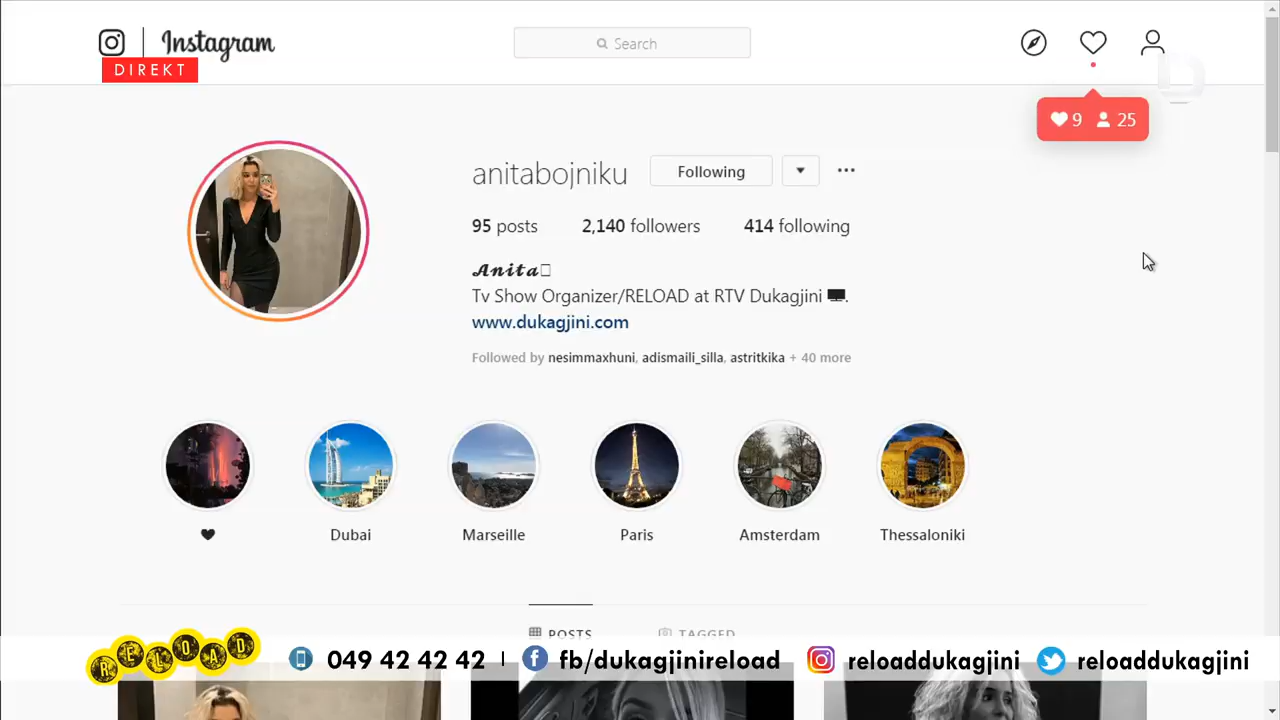 Instagram
Search
DIREKT
9 25
anitabojniku Following
95 posts 2,140 followers 414 following
𝓐𝓷𝓲𝓽𝓪
Tv Show Organizer/RELOAD at RTV Dukagjini 🖥.
www.dukagjini.com
Followed by nesimmaxhuni, adismaili_silla, astritkika + 40 more
Dubai Marseille Paris Amsterdam Thessaloniki
POSTS TAGGED
RELOAD 049 42 42 42 fb/dukagjinireload reloaddukagjini reloaddukagjini